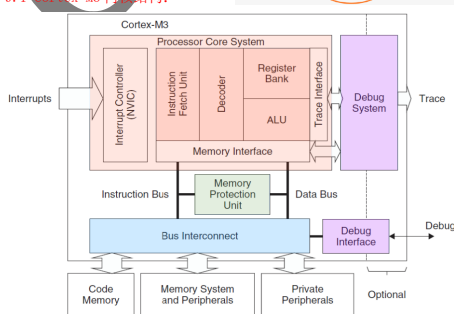 Cortex-M3
Processor Core System
Interrupts
Interrupt Controller
(NVIC)
Instruction
Fetch Unit
Decoder
Register
Bank
ALU
Trace Interface
Memory Interface
Debug
System
Trace
Instruction Bus
Memory
Protection
Unit
Data Bus
Bus Interconnect
Debug
Interface
Debug
Code
Memory
Memory System
and Peripherals
Private
Peripherals
Optional